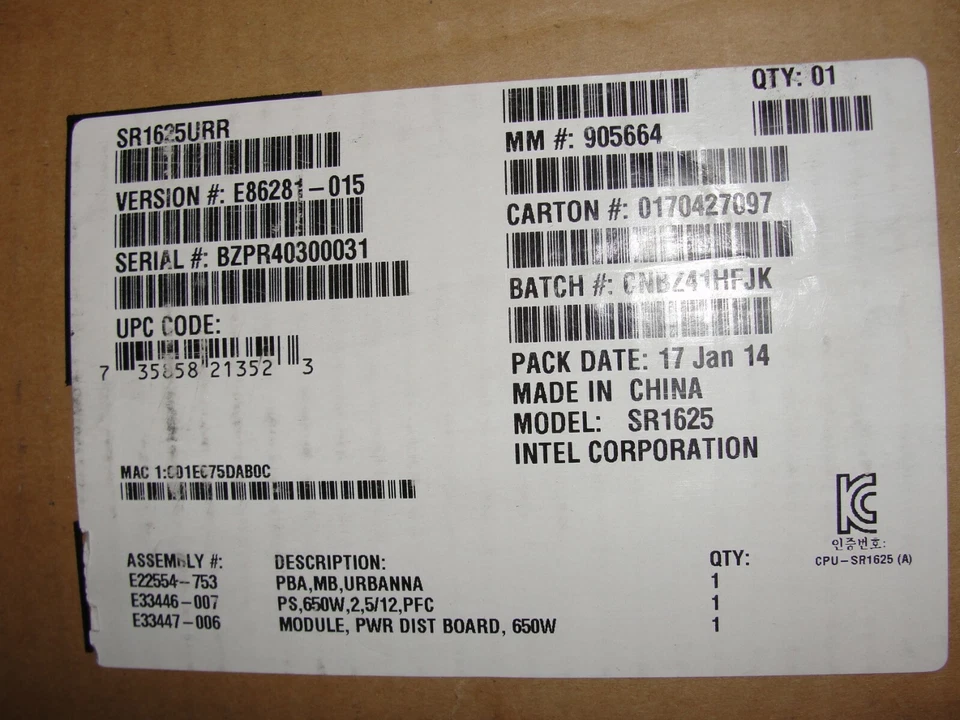 SR1625URR
VERSION #: E86281-015
SERIAL #: BZPR40300031
UPC CODE:
7 35858 21352 3
MAC 1:001EC75DAB0C
QTY: 01
MM #: 905664
CARTON #: 0170427097
BATCH #: CNBZ41HFJK
PACK DATE: 17 Jan 14
MADE IN CHINA
MODEL: SR1625
INTEL CORPORATION
KC
인증번호:
CPU-SR1625 (A)
ASSEMBLY #: DESCRIPTION: QTY:
E22554-753 PBA,MB,URBANNA 1
E33446-007 PS,650W,2,5/12,PFC 1
E33447-006 MODULE, PWR DIST BOARD, 650W 1